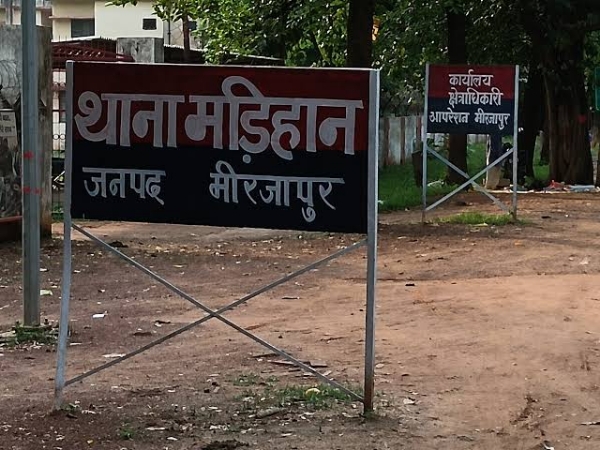 थाना मड़िहान
जनपद मीरजापुर
कार्यालय
क्षेत्राधिकारी
आपरेशन मीरजापुर